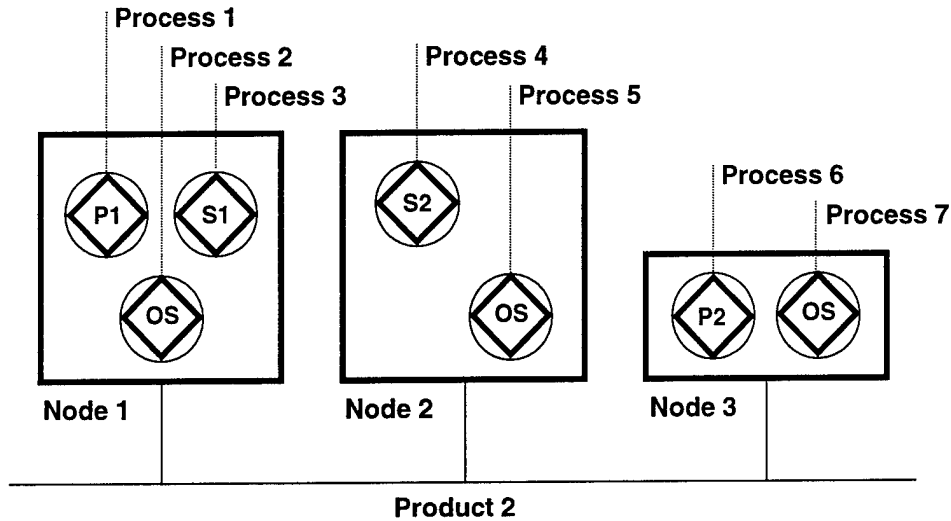 Process 1
Process 2
Process 3
Process 4
Process 5
Process 6
Process 7
P1
S1
OS
S2
OS
P2
OS
Node 1
Node 2
Node 3
Product 2